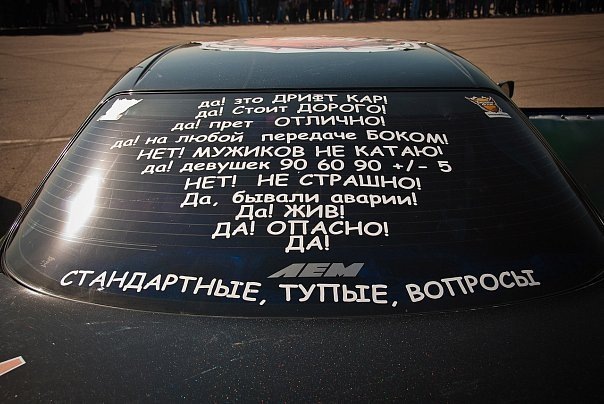 да! это ДРИФТ КАР!
да! Стоит ДОРОГО!
да! прет ОТЛИЧНО!
да! на любой передаче БОКОМ!
НЕТ! МУЖИКОВ НЕ КАТАЮ!
да! девушек 90 60 90 +/- 5
НЕТ! НЕ СТРАШНО!
Да, бывали аварии!
Да! ЖИВ!
ДА! ОПАСНО!
ДА!
AEM
СТАНДАРТНЫЕ, ТУПЫЕ, ВОПРОСЫ